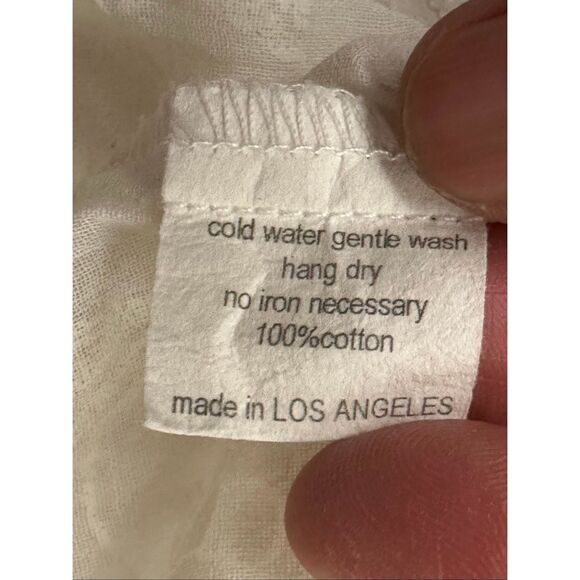 cold water gentle wash
hang dry
no iron necessary
100%cotton
made in LOS ANGELES